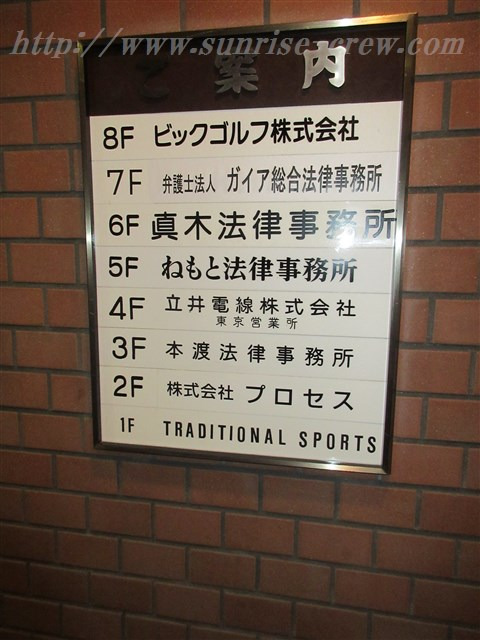 http://www.sunrise-crew.com
ご案内
8F ビックゴルフ株式会社
7F 弁護士法人 ガイア総合法律事務所
6F 真木法律事務所
5F ねもと法律事務所
4F 立井電線株式会社
東京営業所
3F 本渡法律事務所
2F 株式会社 プロセス
1F TRADITIONAL SPORTS